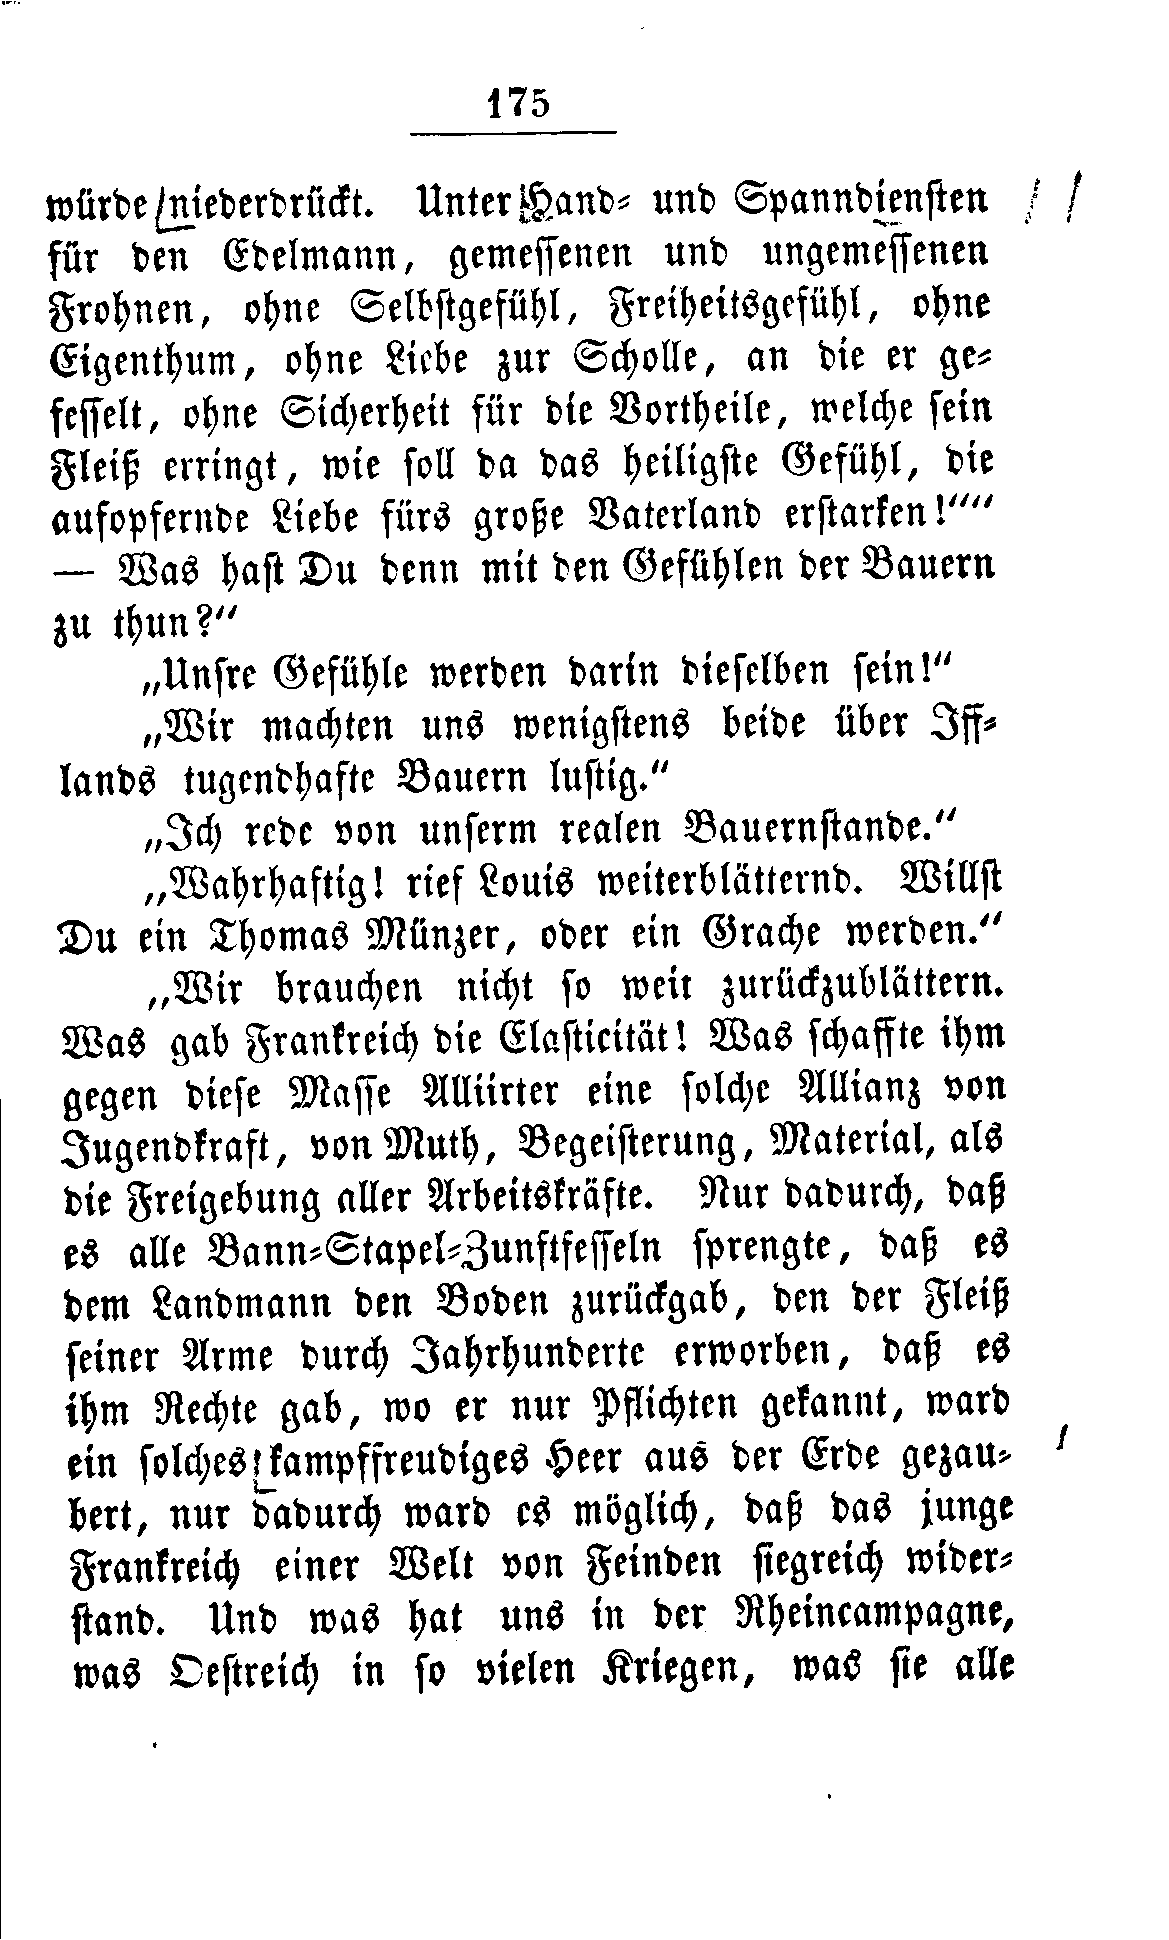 175
würde niederdrückt. Unter Hand- und Spanndiensten
für den Edelmann, gemessenen und ungemessenen
Frohnen, ohne Selbstgefühl, Freiheitsgefühl, ohne
Eigenthum, ohne Liebe zur Scholle, an die er ge-
fesselt, ohne Sicherheit für die Vortheile, welche sein
Fleiß erringt, wie soll da das heiligste Gefühl, die
aufopfernde Liebe fürs große Vaterland erstarken!““
— Was hast Du denn mit den Gefühlen der Bauern
zu thun?“
„Unsre Gefühle werden darin dieselben sein!“
„Wir machten uns wenigstens beide über Iff-
lands tugendhafte Bauern lustig.“
„Ich rede von unserm realen Bauernstande.“
„Wahrhaftig! rief Louis weiterblätternd. Willst
Du ein Thomas Münzer, oder ein Grache werden.“
„Wir brauchen nicht so weit zurückzublättern.
Was gab Frankreich die Elasticität! Was schaffte ihm
gegen diese Masse Alliirter eine solche Allianz von
Jugendkraft, von Muth, Begeisterung, Material, als
die Freigebung aller Arbeitskräfte. Nur dadurch, daß
es alle Bann-Stapel-Zunftfesseln sprengte, daß es
dem Landmann den Boden zurückgab, den der Fleiß
seiner Arme durch Jahrhunderte erworben, daß es
ihm Rechte gab, wo er nur Pflichten gekannt, ward
ein solches kampffreudiges Heer aus der Erde gezau-
bert, nur dadurch ward es möglich, daß das junge
Frankreich einer Welt von Feinden siegreich wider-
stand. Und was hat uns in der Rheincampagne,
was Oestreich in so vielen Kriegen, was sie alle